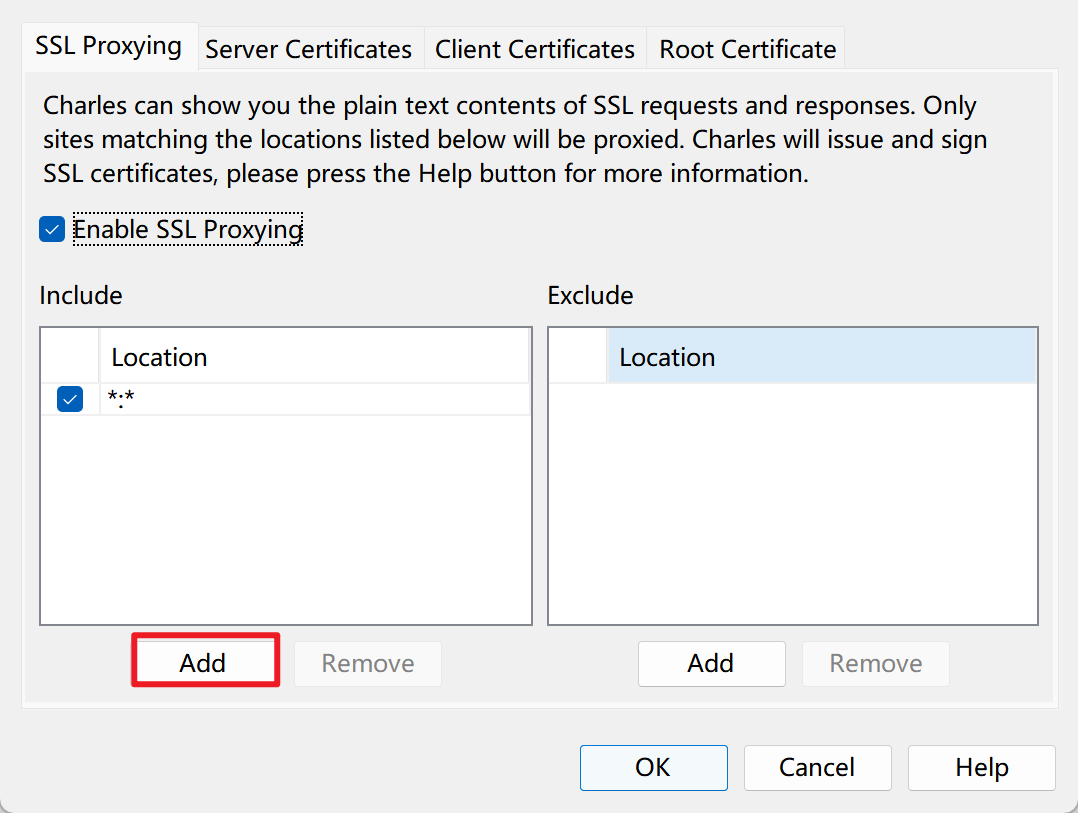 SSL Proxying
Server Certificates
Client Certificates
Root Certificate
Charles can show you the plain text contents of SSL requests and responses. Only
sites matching the locations listed below will be proxied. Charles will issue and sign
SSL certificates, please press the Help button for more information.
Enable SSL Proxying
Include
Exclude
Location
Location
*:*
Add
Remove
Add
Remove
OK
Cancel
Help